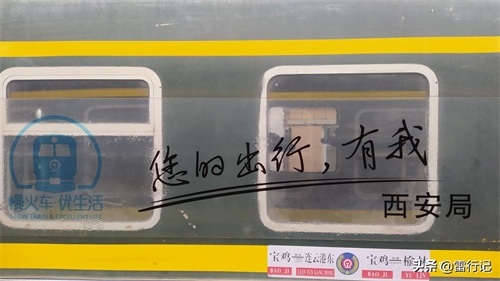 您的出行,有我
西安局
慢火车·优生活
SLOW TRAIN & EXCELLENT LIFE
宝鸡 连云港东 宝鸡 榆林
BAO JI LIAN YUN GANG DONG BAO JI YU LIN
头条 @雷行记